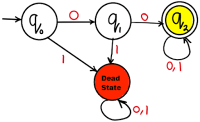 q₀
0
q₁
0
q₂
1
1
0,1
Dead
State
0,1